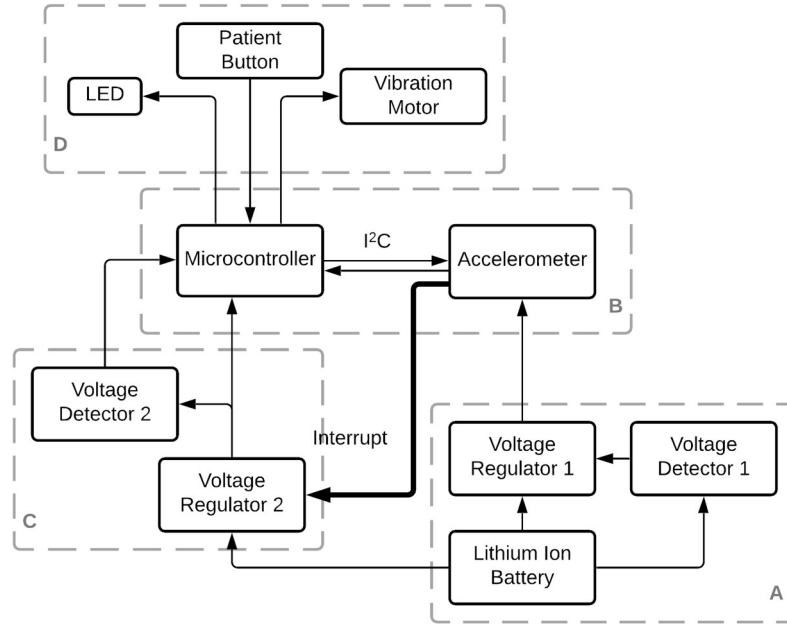 Patient
Button
LED
Vibration
Motor
D
Microcontroller
I²C
Accelerometer
B
Voltage
Detector 2
Interrupt
Voltage
Regulator 2
C
Voltage
Regulator 1
Voltage
Detector 1
Lithium Ion
Battery
A